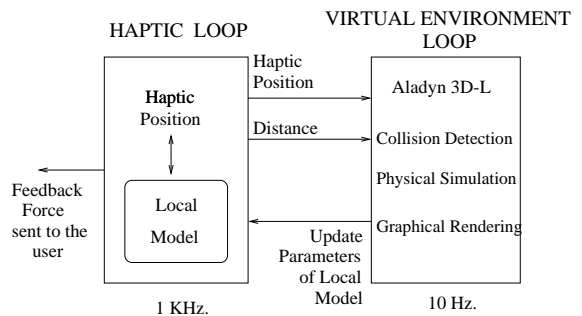 HAPTIC LOOP
VIRTUAL ENVIRONMENT
LOOP
Haptic
Position
Local
Model
Haptic
Position
Distance
Aladyn 3D-L
Collision Detection
Physical Simulation
Graphical Rendering
Feedback
Force
sent to the
user
Update
Parameters
of Local
Model
1 KHz.
10 Hz.